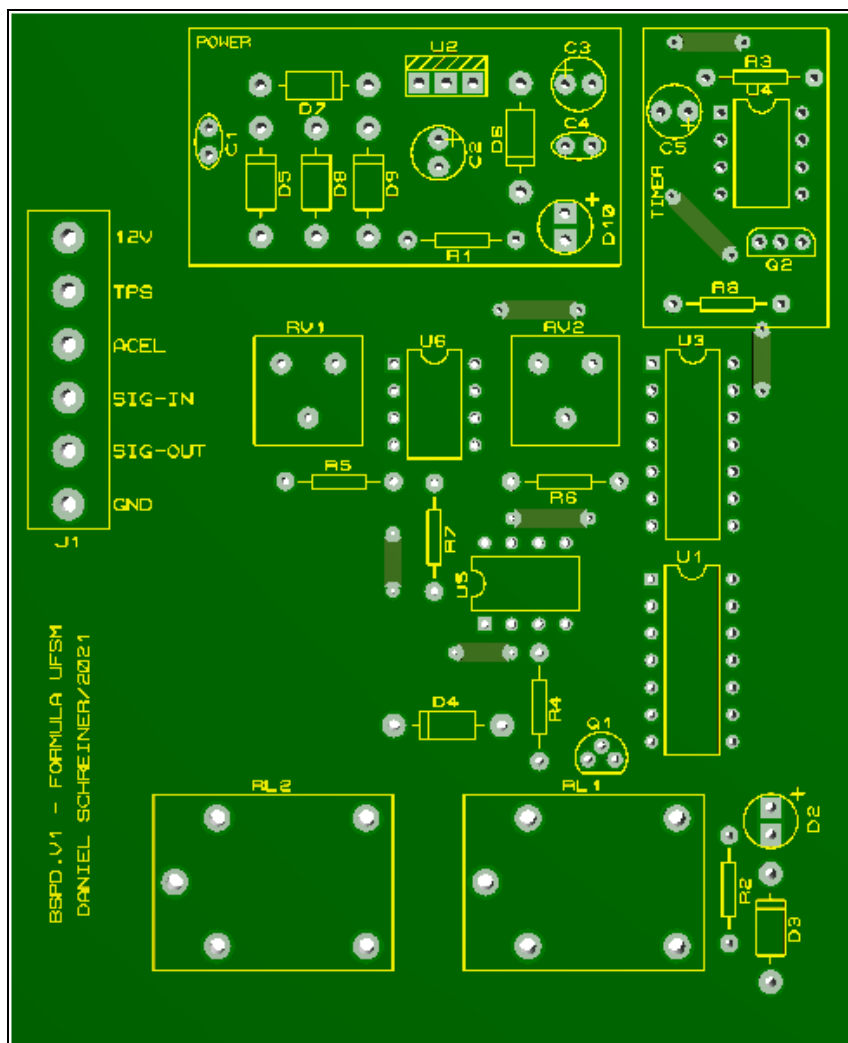 POWER
U2
C3
R3
U4
D7
C1
C4
D6
C2
C5
D5
D8
D9
TIMER
D10
R1
Q2
12V
TPS
R8
ACEL
RV1
U6
RV2
U3
SIG-IN
SIG-OUT
R5
R6
GND
R7
J1
U5
U1
D4
R4
Q1
BSPD.V1 - FORMULA UFSM
DANIEL SCHREINER/2021
RL2
RL1
D2
R2
D3